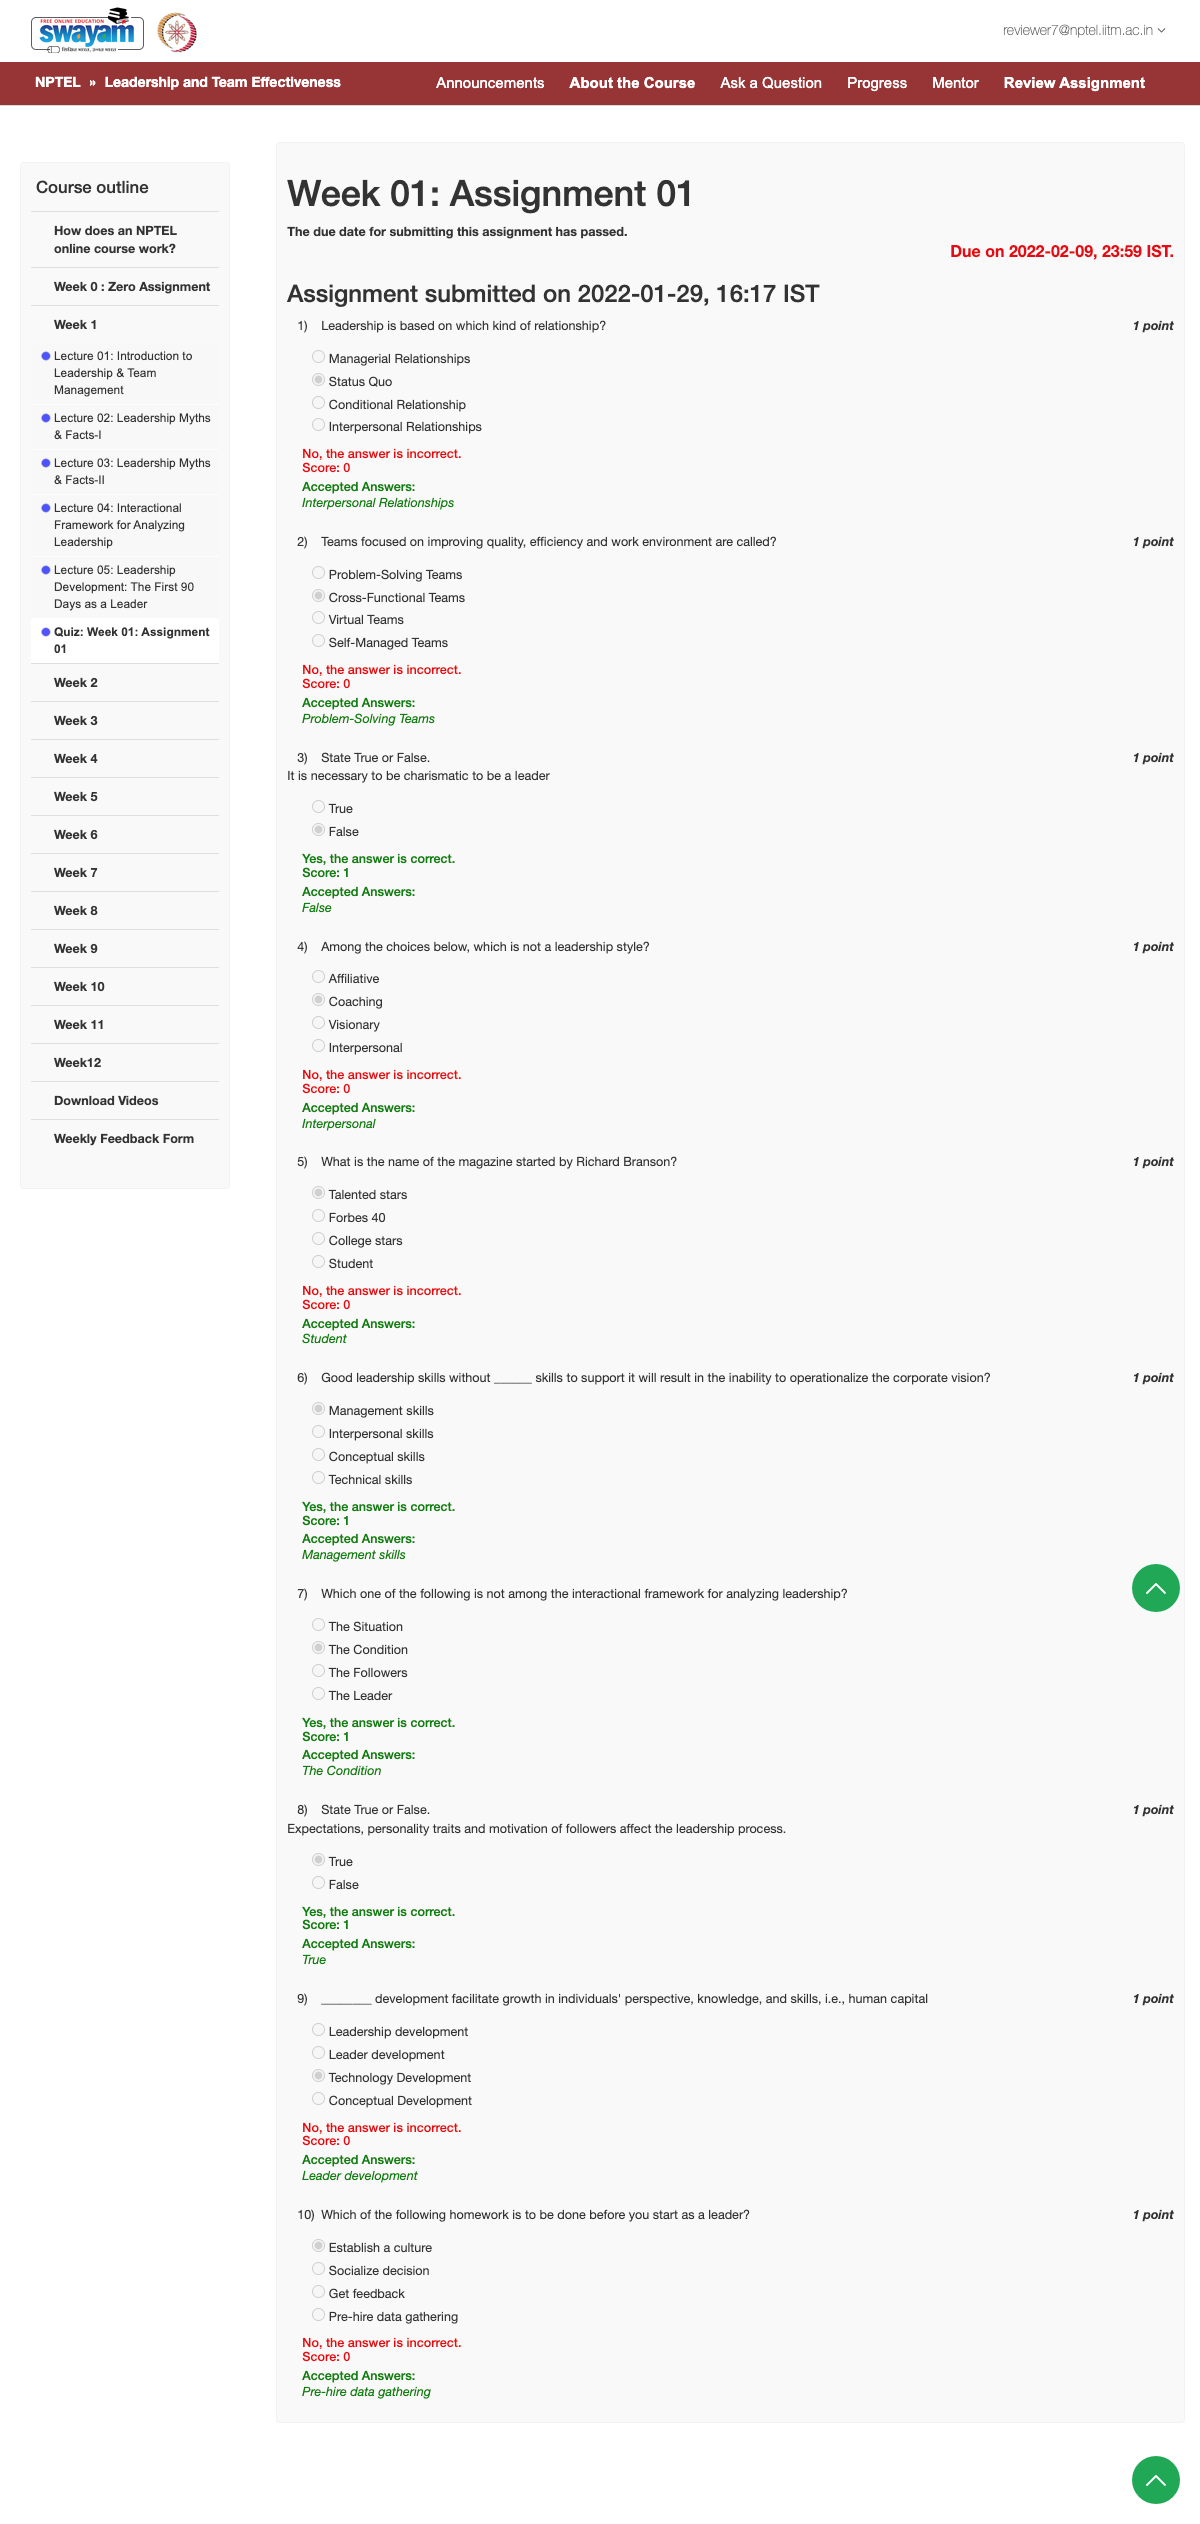 FREE ONLINE EDUCATION
swayam
शिक्षित भारत, उन्नत भारत
reviewer7@nptel.iitm.ac.in
NPTEL » Leadership and Team Effectiveness
Announcements About the Course Ask a Question Progress Mentor Review Assignment
Course outline
How does an NPTEL
online course work?
Week 0 : Zero Assignment
Week 1
Lecture 01: Introduction to
Leadership & Team
Management
Lecture 02: Leadership Myths
& Facts-I
Lecture 03: Leadership Myths
& Facts-II
Lecture 04: Interactional
Framework for Analyzing
Leadership
Lecture 05: Leadership
Development: The First 90
Days as a Leader
Quiz: Week 01: Assignment
01
Week 2
Week 3
Week 4
Week 5
Week 6
Week 7
Week 8
Week 9
Week 10
Week 11
Week12
Download Videos
Weekly Feedback Form
Week 01: Assignment 01
The due date for submitting this assignment has passed.
Due on 2022-02-09, 23:59 IST.
Assignment submitted on 2022-01-29, 16:17 IST
1) Leadership is based on which kind of relationship? 1 point
Managerial Relationships
Status Quo
Conditional Relationship
Interpersonal Relationships
No, the answer is incorrect.
Score: 0
Accepted Answers:
Interpersonal Relationships
2) Teams focused on improving quality, efficiency and work environment are called? 1 point
Problem-Solving Teams
Cross-Functional Teams
Virtual Teams
Self-Managed Teams
No, the answer is incorrect.
Score: 0
Accepted Answers:
Problem-Solving Teams
3) State True or False. 1 point
It is necessary to be charismatic to be a leader
True
False
Yes, the answer is correct.
Score: 1
Accepted Answers:
False
4) Among the choices below, which is not a leadership style? 1 point
Affiliative
Coaching
Visionary
Interpersonal
No, the answer is incorrect.
Score: 0
Accepted Answers:
Interpersonal
5) What is the name of the magazine started by Richard Branson? 1 point
Talented stars
Forbes 40
College stars
Student
No, the answer is incorrect.
Score: 0
Accepted Answers:
Student
6) Good leadership skills without ______ skills to support it will result in the inability to operationalize the corporate vision? 1 point
Management skills
Interpersonal skills
Conceptual skills
Technical skills
Yes, the answer is correct.
Score: 1
Accepted Answers:
Management skills
7) Which one of the following is not among the interactional framework for analyzing leadership?
The Situation
The Condition
The Followers
The Leader
Yes, the answer is correct.
Score: 1
Accepted Answers:
The Condition
8) State True or False. 1 point
Expectations, personality traits and motivation of followers affect the leadership process.
True
False
Yes, the answer is correct.
Score: 1
Accepted Answers:
True
9) ________ development facilitate growth in individuals' perspective, knowledge, and skills, i.e., human capital 1 point
Leadership development
Leader development
Technology Development
Conceptual Development
No, the answer is incorrect.
Score: 0
Accepted Answers:
Leader development
10) Which of the following homework is to be done before you start as a leader? 1 point
Establish a culture
Socialize decision
Get feedback
Pre-hire data gathering
No, the answer is incorrect.
Score: 0
Accepted Answers:
Pre-hire data gathering